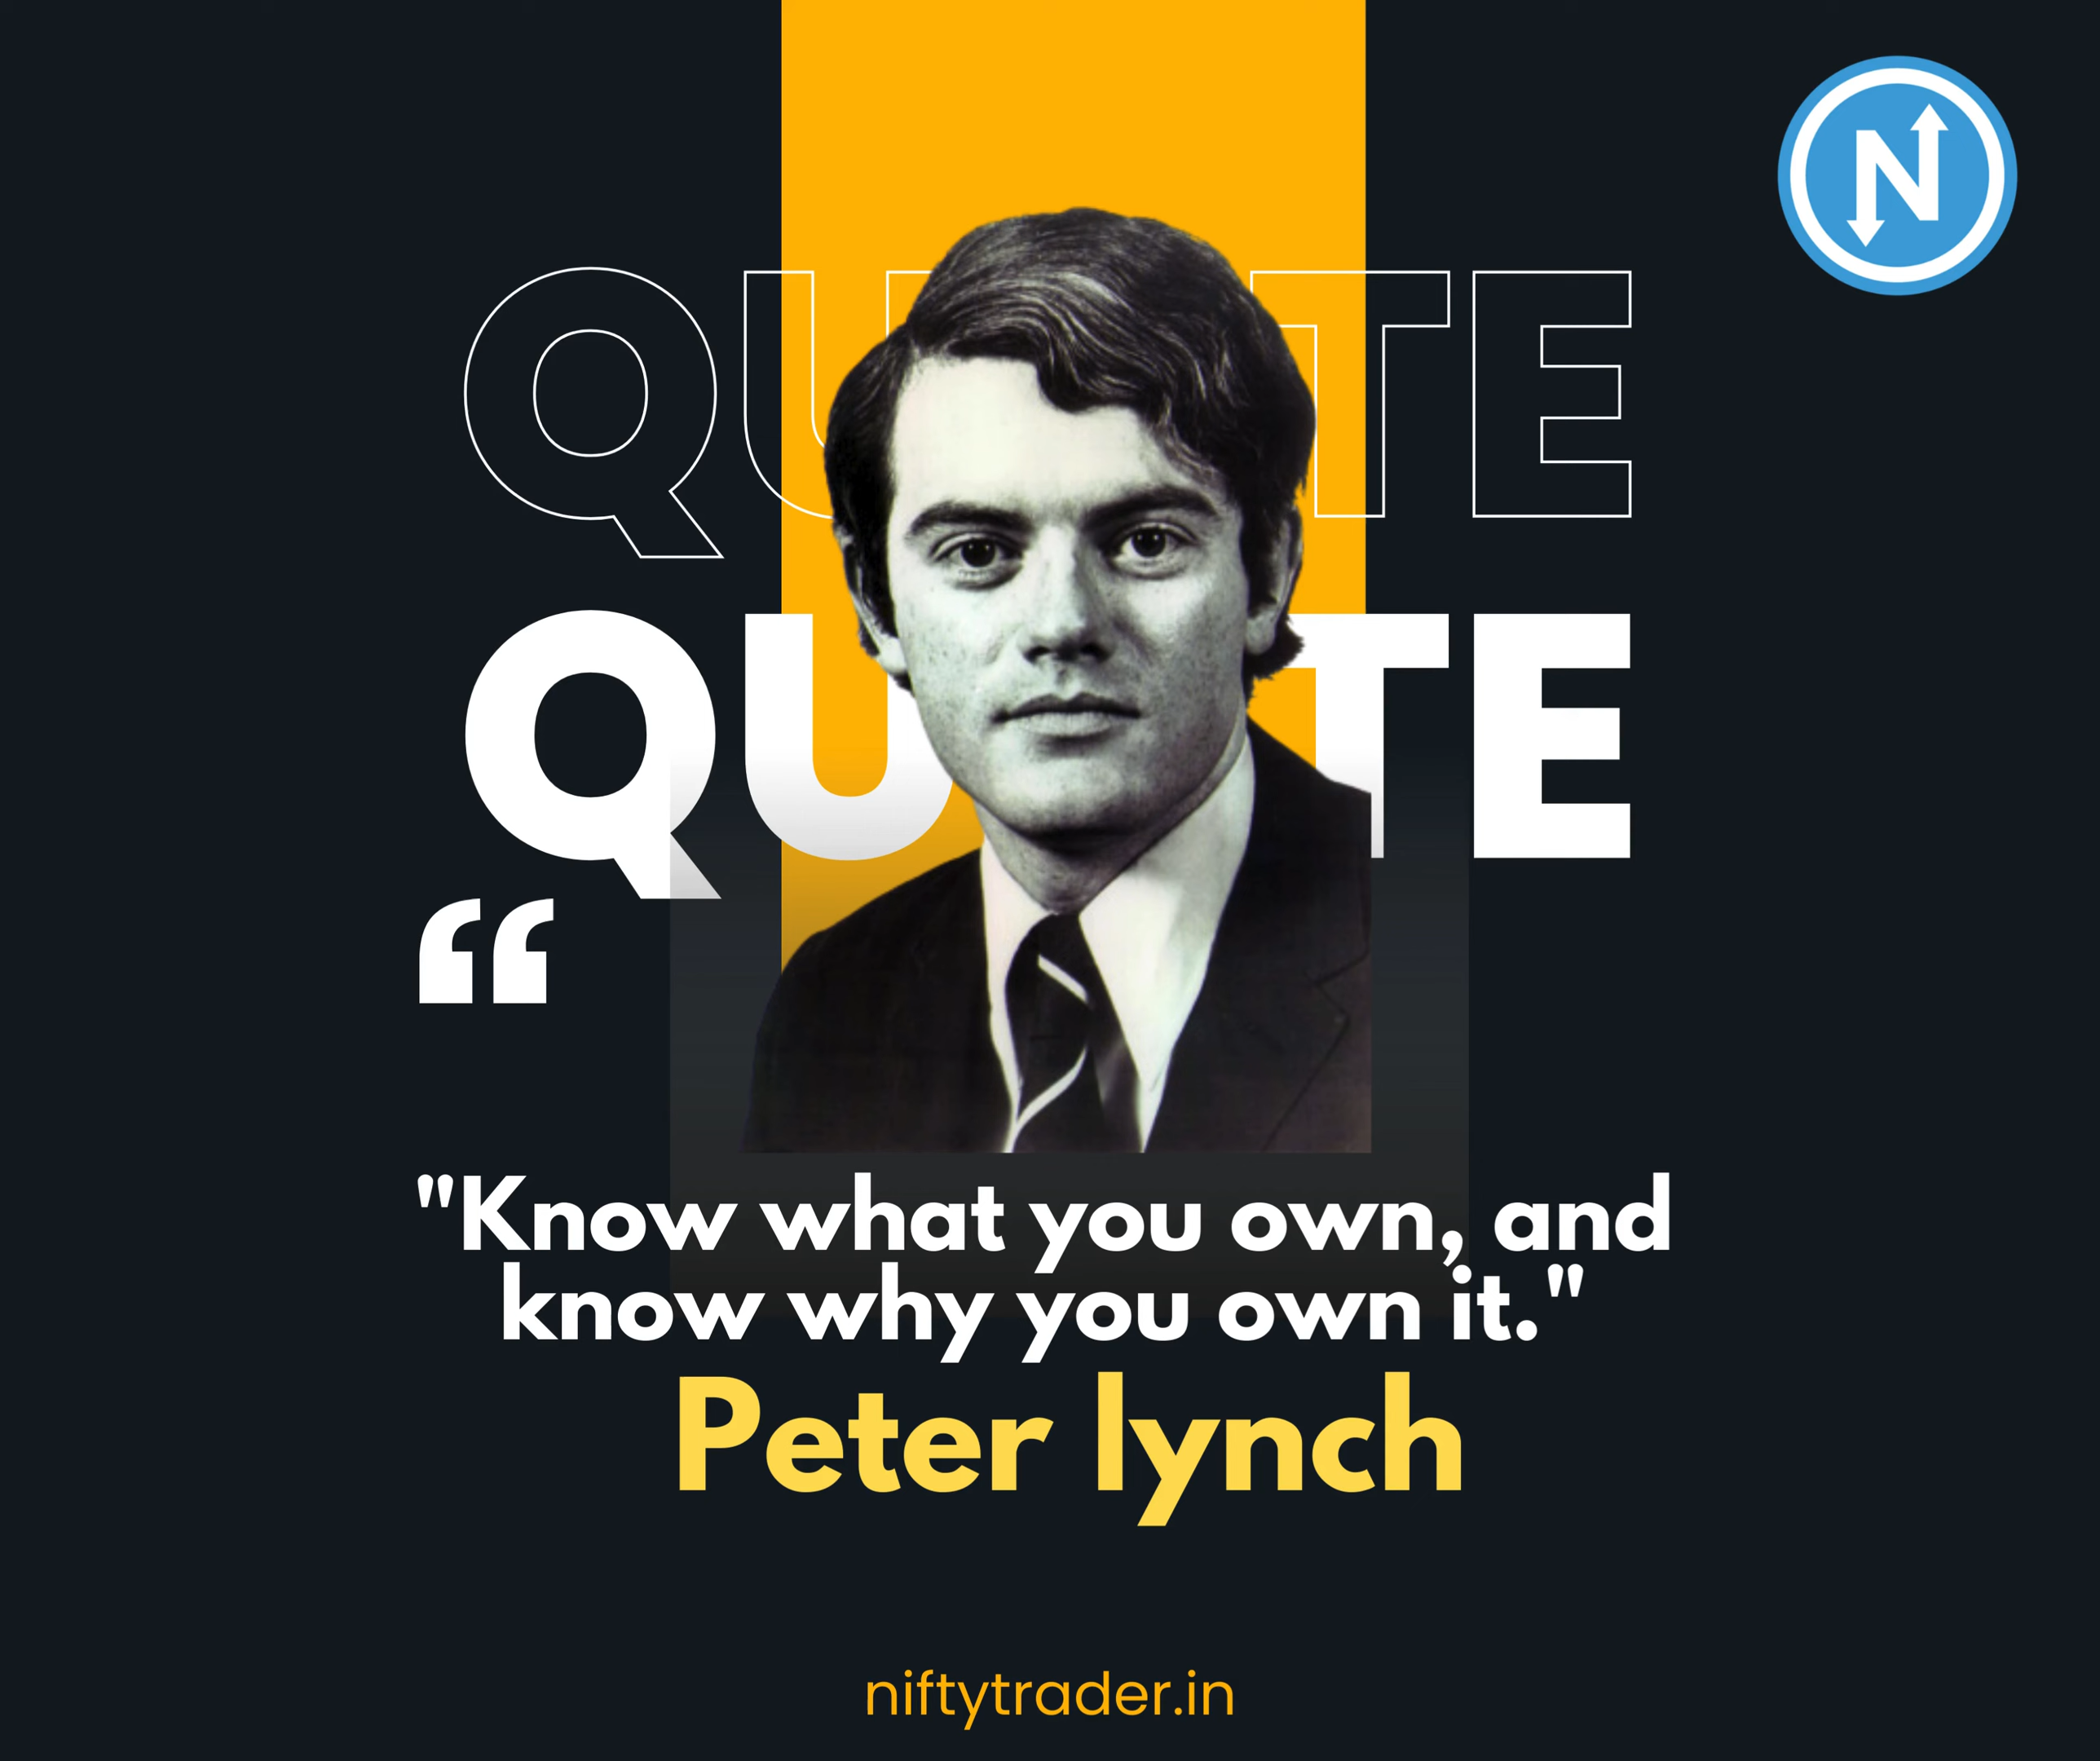 N
QUOTE
QUOTE
“
"Know what you own, and
know why you own it."
Peter lynch
niftytrader.in